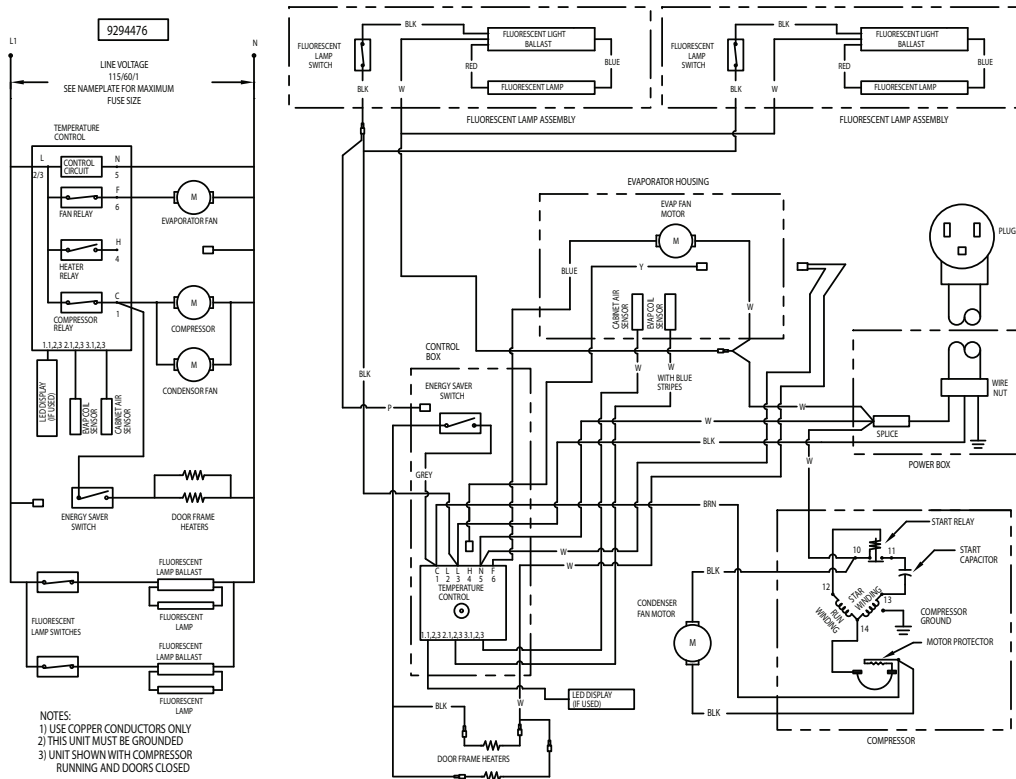 9294476
L1
N
LINE VOLTAGE
115/60/1
SEE NAMEPLATE FOR MAXIMUM
FUSE SIZE
TEMPERATURE
CONTROL
L
2/3
CONTROL
CIRCUIT
N
5
F
6
FAN RELAY
M
EVAPORATOR FAN
H
4
HEATER
RELAY
C
1
COMPRESSOR
RELAY
M
COMPRESSOR
M
CONDENSOR FAN
1.1,2,3 2.1,2,3 3.1,2,3
LED DISPLAY
(IF USED)
EVAP COIL
SENSOR
CABINET AIR
SENSOR
ENERGY SAVER
SWITCH
DOOR FRAME
HEATERS
FLUORESCENT
LAMP BALLAST
FLUORESCENT
LAMP
FLUORESCENT
LAMP SWITCHES
FLUORESCENT
LAMP BALLAST
FLUORESCENT
LAMP
NOTES:
1) USE COPPER CONDUCTORS ONLY
2) THIS UNIT MUST BE GROUNDED
3) UNIT SHOWN WITH COMPRESSOR
RUNNING AND DOORS CLOSED
BLK
FLUORESCENT
LAMP
SWITCH
FLUORESCENT LIGHT
BALLAST
RED
BLUE
BLK
W
FLUORESCENT LAMP
FLUORESCENT LAMP ASSEMBLY
BLK
FLUORESCENT
LAMP
SWITCH
FLUORESCENT LIGHT
BALLAST
RED
BLUE
BLK
W
FLUORESCENT LAMP
FLUORESCENT LAMP ASSEMBLY
EVAPORATOR HOUSING
EVAP FAN
MOTOR
M
BLUE
Y
CABINET AIR
SENSOR
EVAP COIL
SENSOR
W
W
W
WITH BLUE
STRIPES
PLUG
WIRE
NUT
SPLICE
POWER BOX
CONTROL
BOX
BLK
ENERGY SAVER
SWITCH
P
W
W
BLK
W
GREY
BRN
W
W
C L L H N F
1 2 3 4 5 6
TEMPERATURE
CONTROL
1.1,2,3 2.1,2,3 3.1,2,3
LED DISPLAY
(IF USED)
BLK
W
DOOR FRAME HEATERS
BLK
CONDENSER
FAN MOTOR
M
BLK
START RELAY
10
11
START
CAPACITOR
12
13
STAR WINDING
RUN
WINDING
14
COMPRESSOR
GROUND
MOTOR PROTECTOR
COMPRESSOR